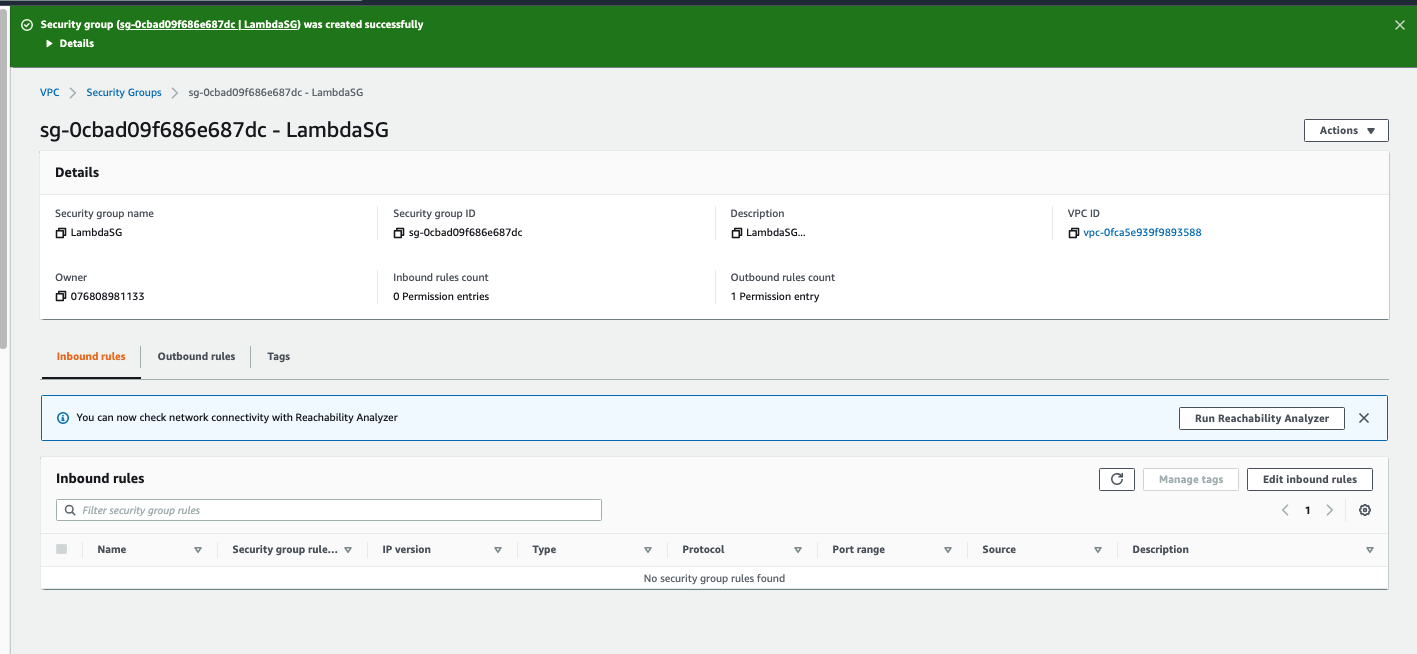 Security group (sg-0cbad09f686e687dc | LambdaSG) was created successfully
Details
VPC Security Groups sg-0cbad09f686e687dc - LambdaSG
sg-0cbad09f686e687dc - LambdaSG
Actions
Details
Security group name Security group ID Description VPC ID
LambdaSG sg-0cbad09f686e687dc LambdaSG... vpc-0fca5e939f9893588
Owner Inbound rules count Outbound rules count
076808981133 0 Permission entries 1 Permission entry
Inbound rules Outbound rules Tags
You can now check network connectivity with Reachability Analyzer Run Reachability Analyzer
Inbound rules Manage tags Edit inbound rules
Filter security group rules 1
Name Security group rule... IP version Type Protocol Port range Source Description
No security group rules found